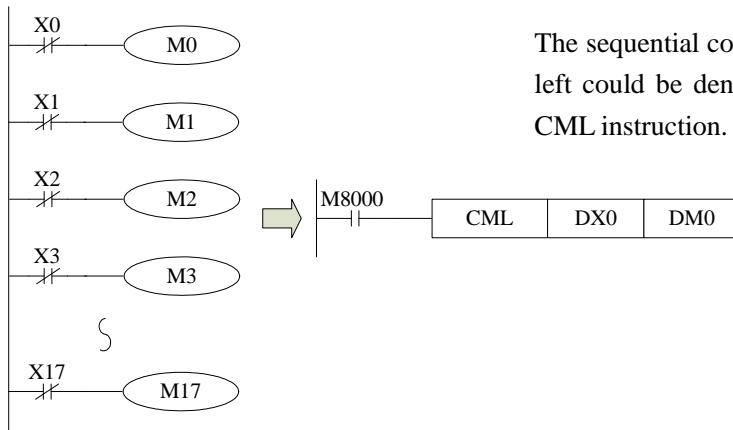 X0
M0
X1
M1
X2
M2
X3
M3
X17
M17
The sequential co
left could be den
CML instruction.
M8000
CML DX0 DM0